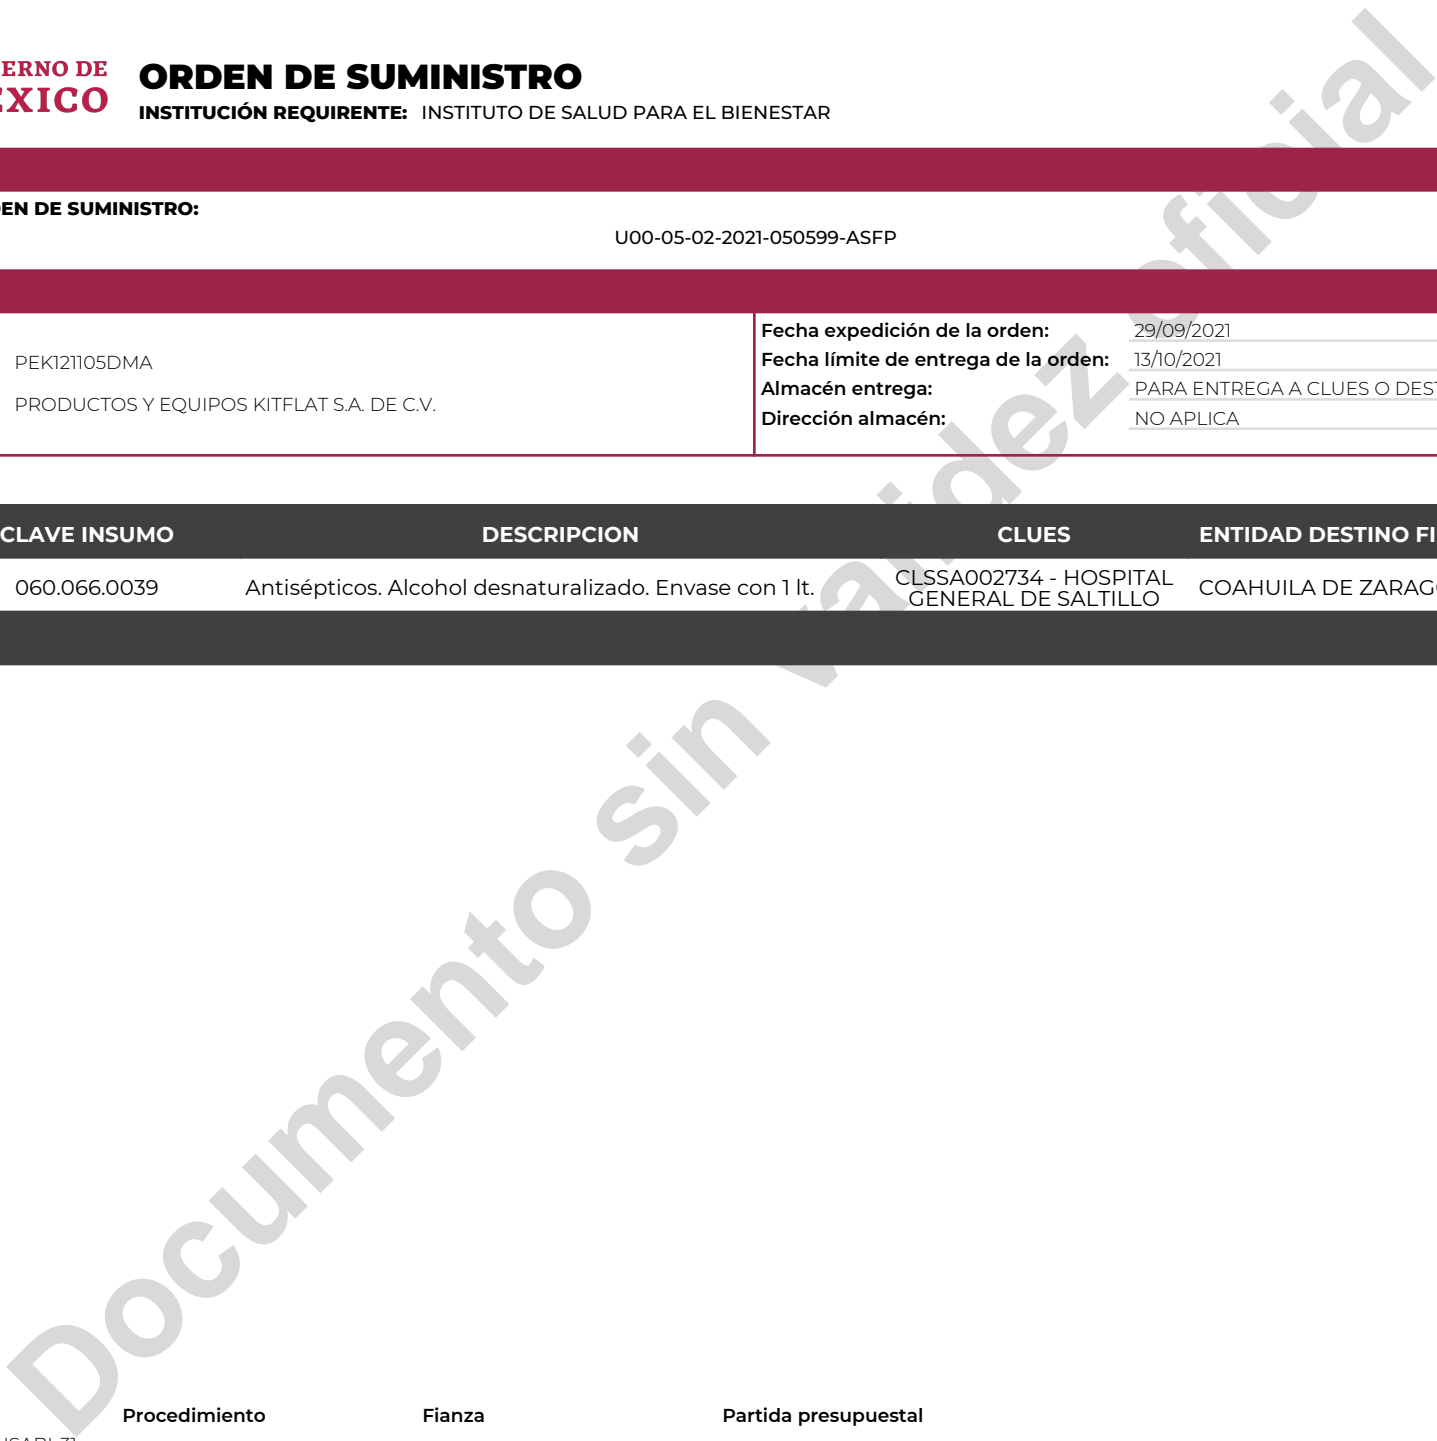 ERNO DE
EXICO
ORDEN DE SUMINISTRO
INSTITUCIÓN REQUIRENTE: INSTITUTO DE SALUD PARA EL BIENESTAR
EN DE SUMINISTRO:
U00-05-02-2021-050599-ASFP
PEK121105DMA
PRODUCTOS Y EQUIPOS KITFLAT S.A. DE C.V.
Fecha expedición de la orden: 29/09/2021
Fecha límite de entrega de la orden: 13/10/2021
Almacén entrega: PARA ENTREGA A CLUES O DEST
Dirección almacén: NO APLICA
CLAVE INSUMO DESCRIPCION CLUES ENTIDAD DESTINO FI
060.066.0039 Antisépticos. Alcohol desnaturalizado. Envase con 1 lt. CLSSA002734 - HOSPITAL GENERAL DE SALTILLO COAHUILA DE ZARAG
Documento sin validez oficial
Procedimiento Fianza Partida presupuestal